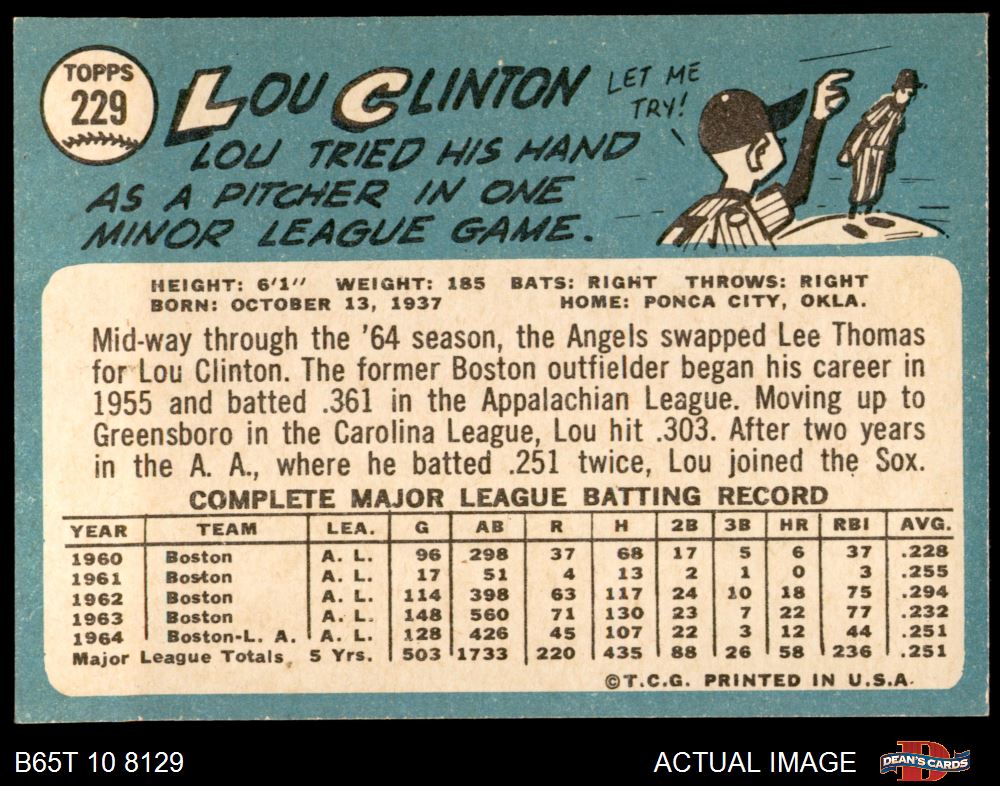 TOPPS
229
LOU CLINTON
LET ME
TRY!
LOU TRIED HIS HAND
AS A PITCHER IN ONE
MINOR LEAGUE GAME.
HEIGHT: 6'1" WEIGHT: 185 BATS: RIGHT THROWS: RIGHT
BORN: OCTOBER 13, 1937 HOME: PONCA CITY, OKLA.
Mid-way through the '64 season, the Angels swapped Lee Thomas
for Lou Clinton. The former Boston outfielder began his career in
1955 and batted .361 in the Appalachian League. Moving up to
Greensboro in the Carolina League, Lou hit .303. After two years
in the A. A., where he batted .251 twice, Lou joined the Sox.
COMPLETE MAJOR LEAGUE BATTING RECORD
YEAR TEAM LEA. G AB R H 2B 3B HR RBI AVG.
1960 Boston A. L. 96 298 37 68 17 5 6 37 .228
1961 Boston A. L. 17 51 4 13 2 1 0 3 .255
1962 Boston A. L. 114 398 63 117 24 10 18 75 .294
1963 Boston A. L. 148 560 71 130 23 7 22 77 .232
1964 Boston-L. A. A. L. 128 426 45 107 22 3 12 44 .251
Major League Totals 5 Yrs. 503 1733 220 435 88 26 58 236 .251
©T.C.G. PRINTED IN U.S.A.
B65T 10 8129 ACTUAL IMAGE DEAN'S CARDS